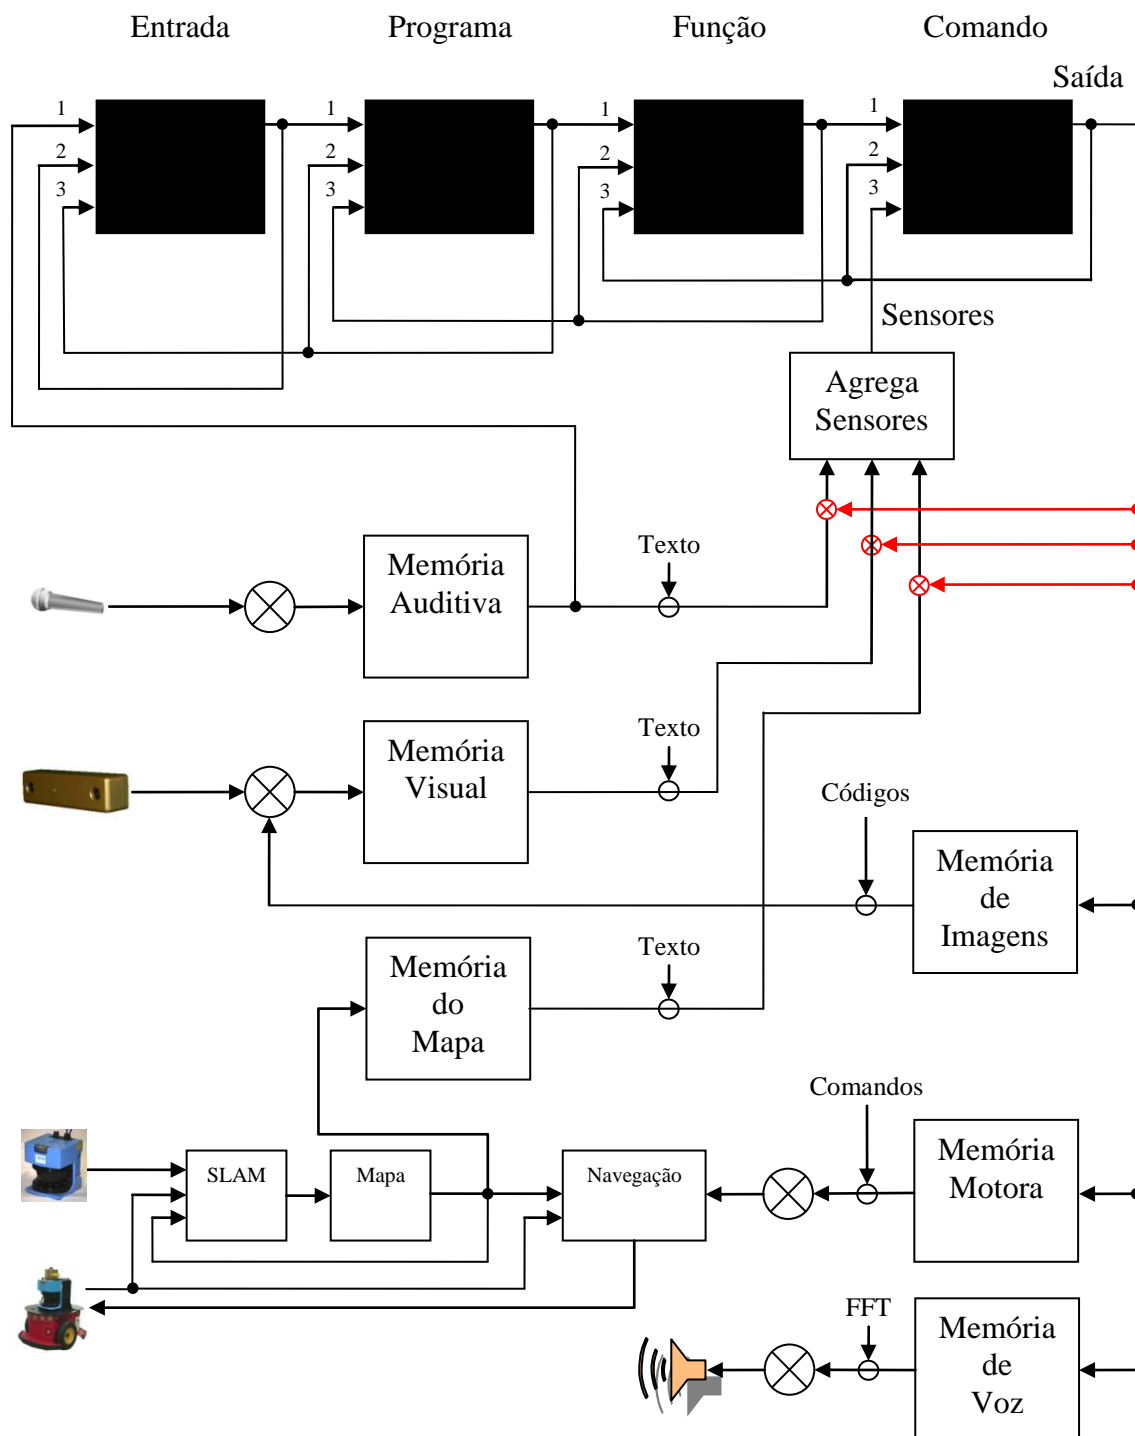 Entrada
Programa
Função
Comando
Saída
1
2
3
1
2
3
1
2
3
1
2
3
Sensores
Agrega
Sensores
Texto
Memória
Auditiva
Texto
Memória
Visual
Códigos
Memória
de
Imagens
Texto
Memória
do
Mapa
Comandos
SLAM
Mapa
Navegação
Memória
Motora
FFT
Memória
de
Voz